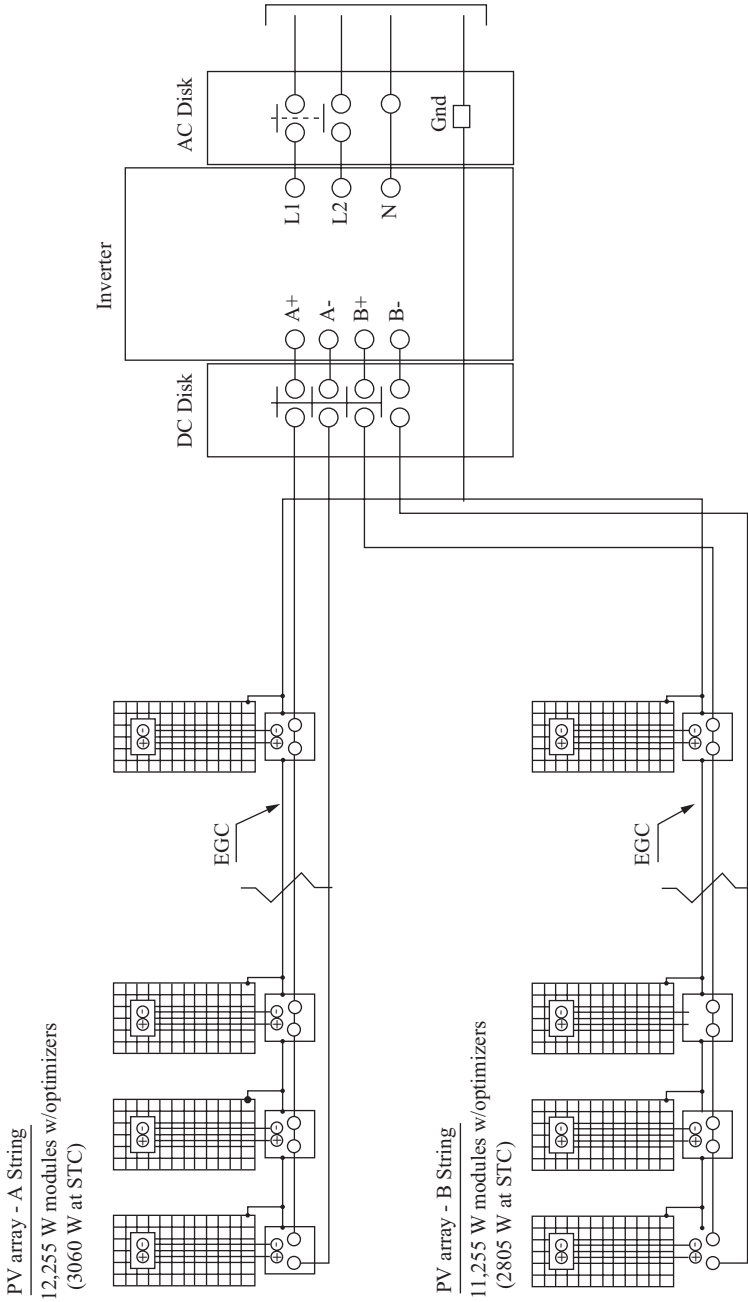 PV array - A String
12,255 W modules w/optimizers
(3060 W at STC)
EGC
PV array - B String
11,255 W modules w/optimizers
(2805 W at STC)
EGC
DC Disk
Inverter
A+
A-
B+
B-
L1
L2
N
AC Disk
Gnd